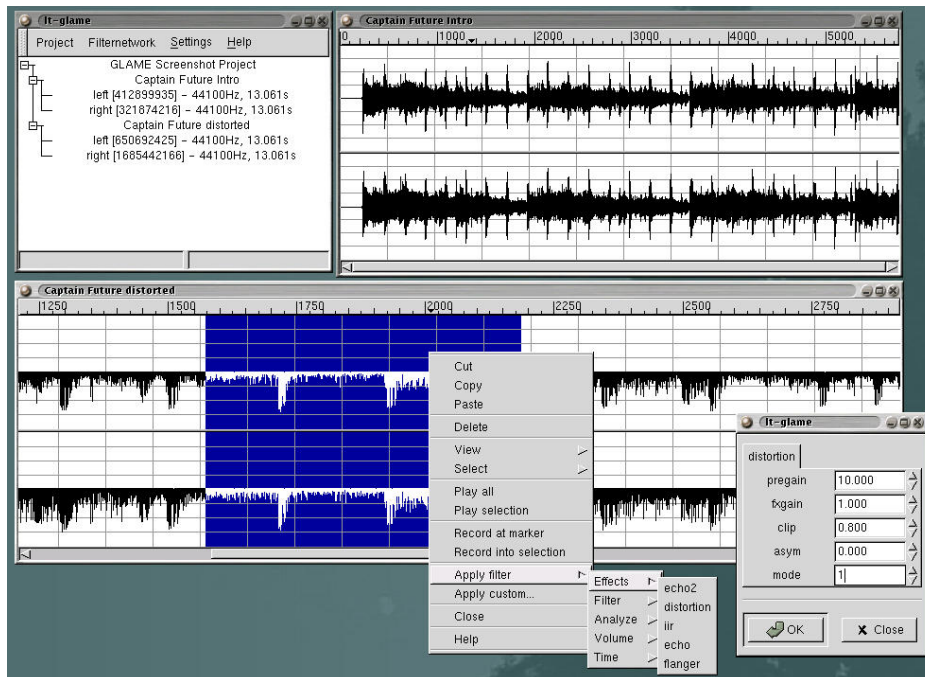 lt-glame
Project Filternetwork Settings Help
GLAME Screenshot Project
Captain Future Intro
left [412899935] - 44100Hz, 13.061s
right [321874216] - 44100Hz, 13.061s
Captain Future distorted
left [650692425] - 44100Hz, 13.061s
right [1685442166] - 44100Hz, 13.061s
Captain Future Intro
0 1000 2000 3000 4000 5000
Captain Future distorted
1250 1500 1750 2000 2250 2500 2750
Cut
Copy
Paste
Delete
View
Select
Play all
Play selection
Record at marker
Record into selection
Apply filter
Apply custom...
Close
Help
Effects
Filter
Analyze
Volume
Time
echo2
distortion
iir
echo
flanger
lt-glame
distortion
pregain 10.000
fxgain 1.000
clip 0.800
asym 0.000
mode 1
OK Close